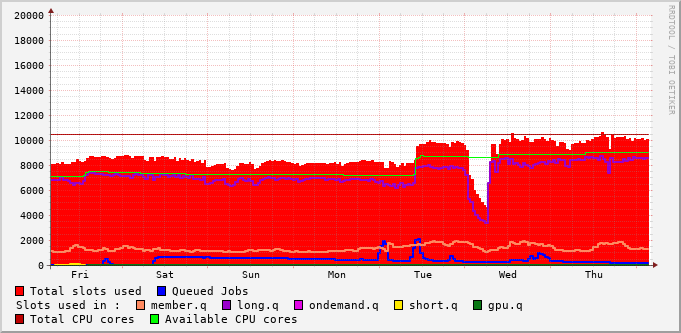 RRDTOOL / TOBI OETIKER
20000
18000
16000
14000
12000
10000
8000
6000
4000
2000
0
Fri Sat Sun Mon Tue Wed Thu
Total slots used Queued Jobs
Slots used in : member.q long.q ondemand.q short.q gpu.q
Total CPU cores Available CPU cores